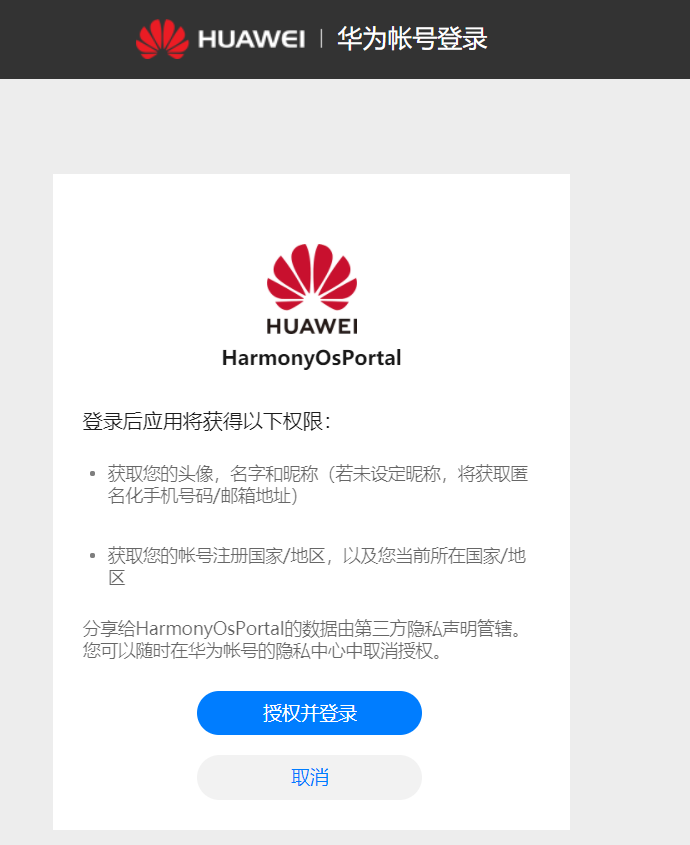 HUAWEI | 华为帐号登录
HUAWEI
HarmonyOsPortal
登录后应用将获得以下权限：
• 获取您的头像，名字和昵称（若未设定昵称，将获取匿
名化手机号码/邮箱地址）
• 获取您的帐号注册国家/地区，以及您当前所在国家/地
区
分享给HarmonyOsPortal的数据由第三方隐私声明管辖。
您可以随时在华为帐号的隐私中心中取消授权。
授权并登录
取消